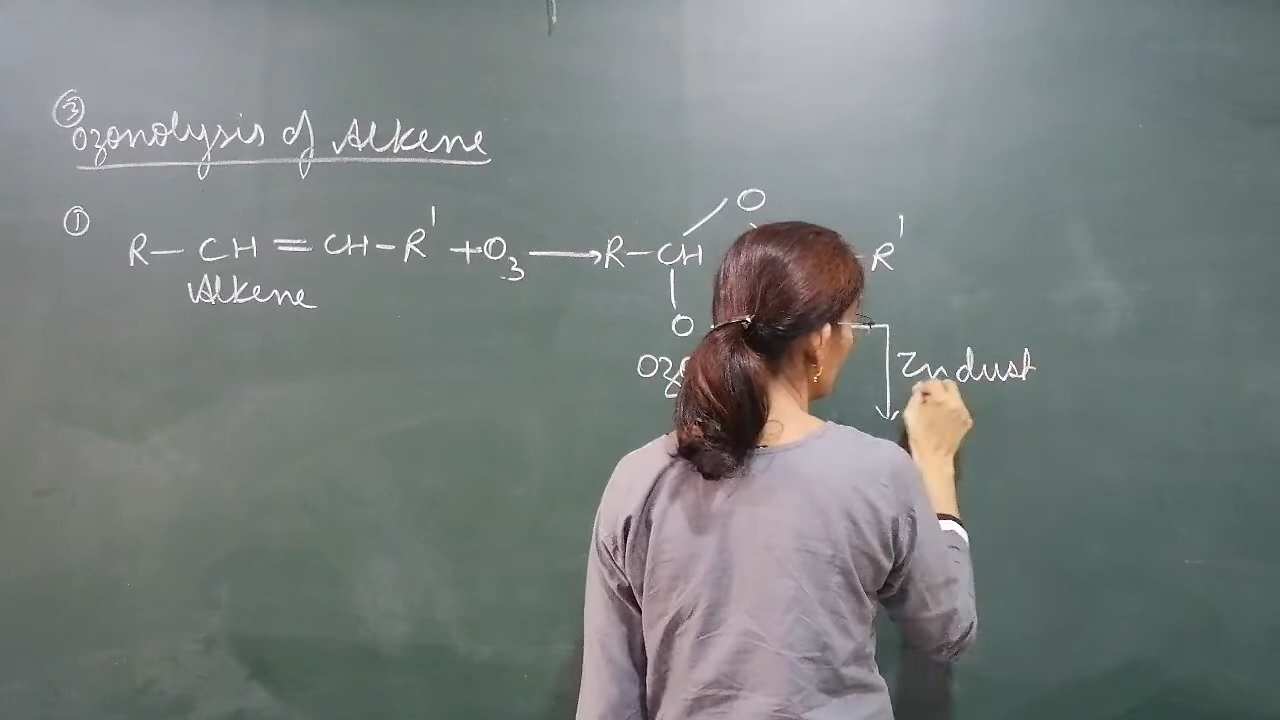 ③
Ozonolysis of Alkene
① R — CH = CH - R' + O₃ ⟶ R - CH O R'
Alkene
O
Zn dust